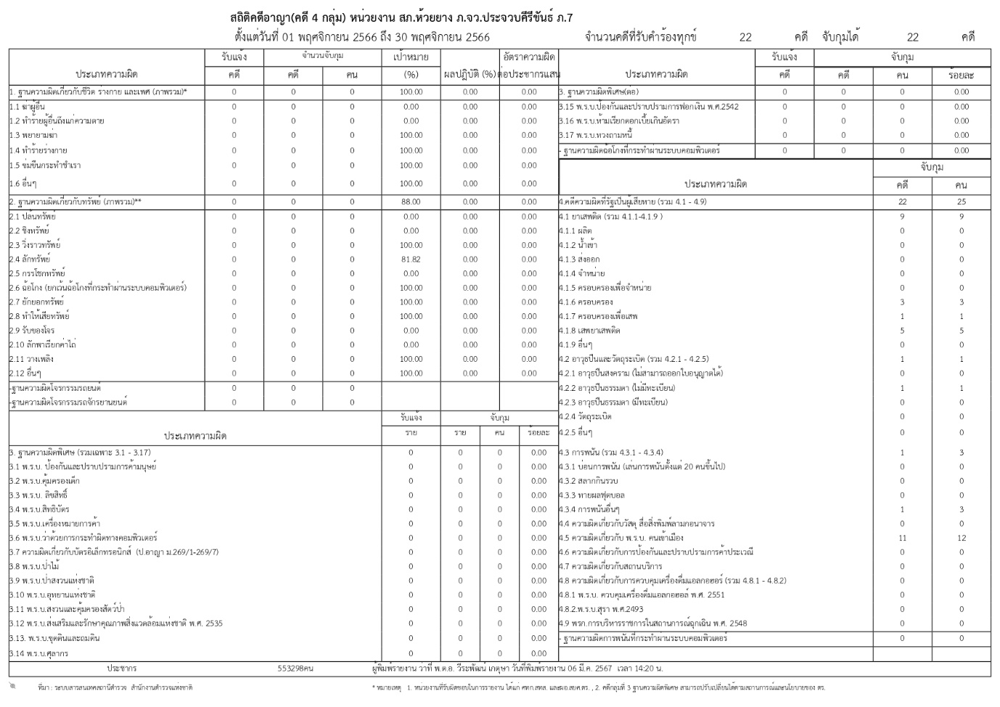 สถิติคดีอาญา(คดี 4 กลุ่ม) หน่วยงาน สภ.ห้วยยาง ภ.จว.ประจวบคีรีขันธ์ ภ.7
ตั้งแต่วันที่ 01 พฤศจิกายน 2566 ถึง 30 พฤศจิกายน 2566 จำนวนคดีที่รับคำร้องทุกข์ 22 คดี จับกุมได้ 22 คดี
ประเภทความผิด รับแจ้ง จำนวนจับกุม เป้าหมาย ผลปฎิบัติ (%) อัตราความผิด
คดี คดี คน (%) ต่อประชากรแสน
1. ฐานความผิดเกี่ยวกับชีวิต ร่างกาย และเพศ (ภาพรวม)* 0 0 0 100.00 0.00 0.00
1.1 ฆ่าผู้อื่น 0 0 0 0.00 0.00 0.00
1.2 ทำร้ายผู้อื่นถึงแก่ความตาย 0 0 0 0.00 0.00 0.00
1.3 พยายามฆ่า 0 0 0 100.00 0.00 0.00
1.4 ทำร้ายร่างกาย 0 0 0 100.00 0.00 0.00
1.5 ข่มขืนกระทำชำเรา 0 0 0 100.00 0.00 0.00
1.6 อื่นๆ 0 0 0 100.00 0.00 0.00
2. ฐานความผิดเกี่ยวกับทรัพย์ (ภาพรวม)** 0 0 0 88.00 0.00 0.00
2.1 ปล้นทรัพย์ 0 0 0 0.00 0.00 0.00
2.2 ชิงทรัพย์ 0 0 0 0.00 0.00 0.00
2.3 วิ่งราวทรัพย์ 0 0 0 100.00 0.00 0.00
2.4 ลักทรัพย์ 0 0 0 81.82 0.00 0.00
2.5 กรรโชกทรัพย์ 0 0 0 0.00 0.00 0.00
2.6 ฉ้อโกง (ยกเว้นฉ้อโกงที่กระทำผ่านระบบคอมพิวเตอร์) 0 0 0 100.00 0.00 0.00
2.7 ยักยอกทรัพย์ 0 0 0 100.00 0.00 0.00
2.8 ทำให้เสียทรัพย์ 0 0 0 100.00 0.00 0.00
2.9 รับของโจร 0 0 0 0.00 0.00 0.00
2.10 ลักพาเรียกค่าไถ่ 0 0 0 0.00 0.00 0.00
2.11 วางเพลิง 0 0 0 100.00 0.00 0.00
2.12 อื่นๆ 0 0 0 100.00 0.00 0.00
-ฐานความผิดโจรกรรมรถยนต์ 0 0 0
-ฐานความผิดโจรกรรมรถจักรยานยนต์ 0 0 0
ประเภทความผิด รับแจ้ง จับกุม
ราย ราย คน ร้อยละ
3. ฐานความผิดพิเศษ (รวมเฉพาะ 3.1 - 3.17) 0 0 0 0.00
3.1 พ.ร.บ. ป้องกันและปราบปรามการค้ามนุษย์ 0 0 0 0.00
3.2 พ.ร.บ.คุ้มครองเด็ก 0 0 0 0.00
3.3 พ.ร.บ. ลิขสิทธิ์ 0 0 0 0.00
3.4 พ.ร.บ.สิทธิบัตร 0 0 0 0.00
3.5 พ.ร.บ.เครื่องหมายการค้า 0 0 0 0.00
3.6 พ.ร.บ.ว่าด้วยการกระทำผิดทางคอมพิวเตอร์ 0 0 0 0.00
3.7 ความผิดเกี่ยวกับบัตรอิเล็กทรอนิกส์ (ป.อาญา ม.269/1-269/7) 0 0 0 0.00
3.8 พ.ร.บ.ป่าไม้ 0 0 0 0.00
3.9 พ.ร.บ.ป่าสงวนแห่งชาติ 0 0 0 0.00
3.10 พ.ร.บ.อุทยานแห่งชาติ 0 0 0 0.00
3.11 พ.ร.บ.สงวนและคุ้มครองสัตว์ป่า 0 0 0 0.00
3.12 พ.ร.บ.ส่งเสริมและรักษาคุณภาพสิ่งแวดล้อมแห่งชาติ พ.ศ. 2535 0 0 0 0.00
3.13. พ.ร.บ.ขุดดินและถมดิน 0 0 0 0.00
3.14 พ.ร.บ.ศุลากร 0 0 0 0.00
ประเภทความผิด รับแจ้ง จับกุม
คดี คดี คน ร้อยละ
3. ฐานความผิดพิเศษ(ต่อ) 0 0 0 0.00
3.15 พ.ร.บ.ป้องกันและปราบปรามการฟอกเงิน พ.ศ.2542 0 0 0 0.00
3.16 พ.ร.บ.ห้ามเรียกดอกเบี้ยเกินอัตรา 0 0 0 0.00
3.17 พ.ร.บ.ทวงถามหนี้ 0 0 0 0.00
- ฐานความผิดฉ้อโกงที่กระทำผ่านระบบคอมพิวเตอร์ 0 0 0 0.00
ประเภทความผิด จับกุม
คดี คน
4.คดีความผิดที่รัฐเป็นผู้เสียหาย (รวม 4.1 - 4.9) 22 25
4.1 ยาเสพติด (รวม 4.1.1-4.1.9 ) 9 9
4.1.1 ผลิต 0 0
4.1.2 นำเข้า 0 0
4.1.3 ส่งออก 0 0
4.1.4 จำหน่าย 0 0
4.1.5 ครอบครองเพื่อจำหน่าย 0 0
4.1.6 ครอบครอง 3 3
4.1.7 ครอบครองเพื่อเสพ 1 1
4.1.8 เสพยาเสพติด 5 5
4.1.9 อื่นๆ 0 0
4.2 อาวุธปืนและวัตถุระเบิด (รวม 4.2.1 - 4.2.5) 1 1
4.2.1 อาวุธปืนสงคราม (ไม่สามารถออกใบอนุญาตได้) 0 0
4.2.2 อาวุธปืนธรรมดา (ไม่มีทะเบียน) 1 1
4.2.3 อาวุธปืนธรรมดา (มีทะเบียน) 0 0
4.2.4 วัตถุระเบิด 0 0
4.2.5 อื่นๆ 0 0
4.3 การพนัน (รวม 4.3.1 - 4.3.4) 1 3
4.3.1 บ่อนการพนัน (เล่นการพนันตั้งแต่ 20 คนขึ้นไป) 0 0
4.3.2 สลากกินรวบ 0 0
4.3.3 ทายผลฟุตบอล 0 0
4.3.4 การพนันอื่นๆ 1 3
4.4 ความผิดเกี่ยวกับวัสดุ สื่อสิ่งพิมพ์ลามกอนาจาร 0 0
4.5 ความผิดเกี่ยวกับ พ.ร.บ. คนเข้าเมือง 11 12
4.6 ความผิดเกี่ยวกับการป้องกันและปราบปรามการค้าประเวณี 0 0
4.7 ความผิดเกี่ยวกับสถานบริการ 0 0
4.8 ความผิดเกี่ยวกับการควบคุมเครื่องดื่มแอลกอฮอร์ (รวม 4.8.1 - 4.8.2) 0 0
4.8.1 พ.ร.บ. ควบคุมเครื่องดื่มแอลกอฮอล์ พ.ศ. 2551 0 0
4.8.2.พ.ร.บ.สุรา พ.ศ.2493 0 0
4.9 พรก.การบริหารราชการในสถานการณ์ฉุกเฉิน พ.ศ. 2548 0 0
- ฐานความผิดการพนันที่กระทำผ่านระบบคอมพิวเตอร์ 0 0
ประชากร 553298คน ผู้พิมพ์รายงาน ว่าที่ พ.ต.อ. วีระพัฒน์ เกตุษา วันที่พิมพ์รายงาน 06 มี.ค. 2567 เวลา 14:20 น.
ที่มา : ระบบสารสนเทศสถานีตำรวจ สำนักงานตำรวจแห่งชาติ * หมายเหตุ 1. หน่วยงานที่รับผิดชอบในการรายงาน ได้แก่ ศทก.สทส. และผอ.สยศ.ตร. , 2. คดีกลุ่มที่ 3 ฐานความผิดพิเศษ สามารถปรับเปลี่ยนได้ตามสถานการณ์และนโยบายของ ตร.